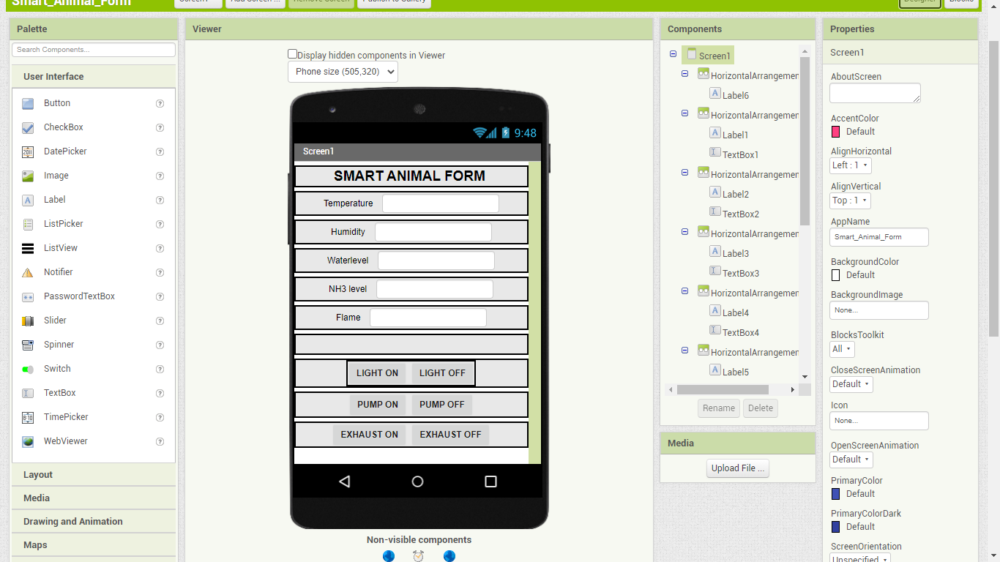 Smart_Animal_Form
Screen1
Add Screen ...
Remove Screen
Publish to Gallery
Designer
Blocks
Palette
Search Components...
User Interface
Button
?
CheckBox
?
DatePicker
?
Image
?
Label
?
ListPicker
?
ListView
?
Notifier
?
PasswordTextBox
?
Slider
?
Spinner
?
Switch
?
TextBox
?
TimePicker
?
WebViewer
?
Layout
Media
Drawing and Animation
Maps
Viewer
Display hidden components in Viewer
Phone size (505,320)
9:48
Screen1
SMART ANIMAL FORM
Temperature
Humidity
Waterlevel
NH3 level
Flame
LIGHT ON LIGHT OFF
PUMP ON PUMP OFF
EXHAUST ON EXHAUST OFF
Non-visible components
Components
Screen1
HorizontalArrangemen
Label6
HorizontalArrangemen
Label1
TextBox1
HorizontalArrangemen
Label2
TextBox2
HorizontalArrangemen
Label3
TextBox3
HorizontalArrangemen
Label4
TextBox4
HorizontalArrangemen
Label5
Rename Delete
Media
Upload File ...
Properties
Screen1
AboutScreen
AccentColor
Default
AlignHorizontal
Left : 1
AlignVertical
Top : 1
AppName
Smart_Animal_Form
BackgroundColor
Default
BackgroundImage
None...
BlocksToolkit
All
CloseScreenAnimation
Default
Icon
None...
OpenScreenAnimation
Default
PrimaryColor
Default
PrimaryColorDark
Default
ScreenOrientation
Unspecified